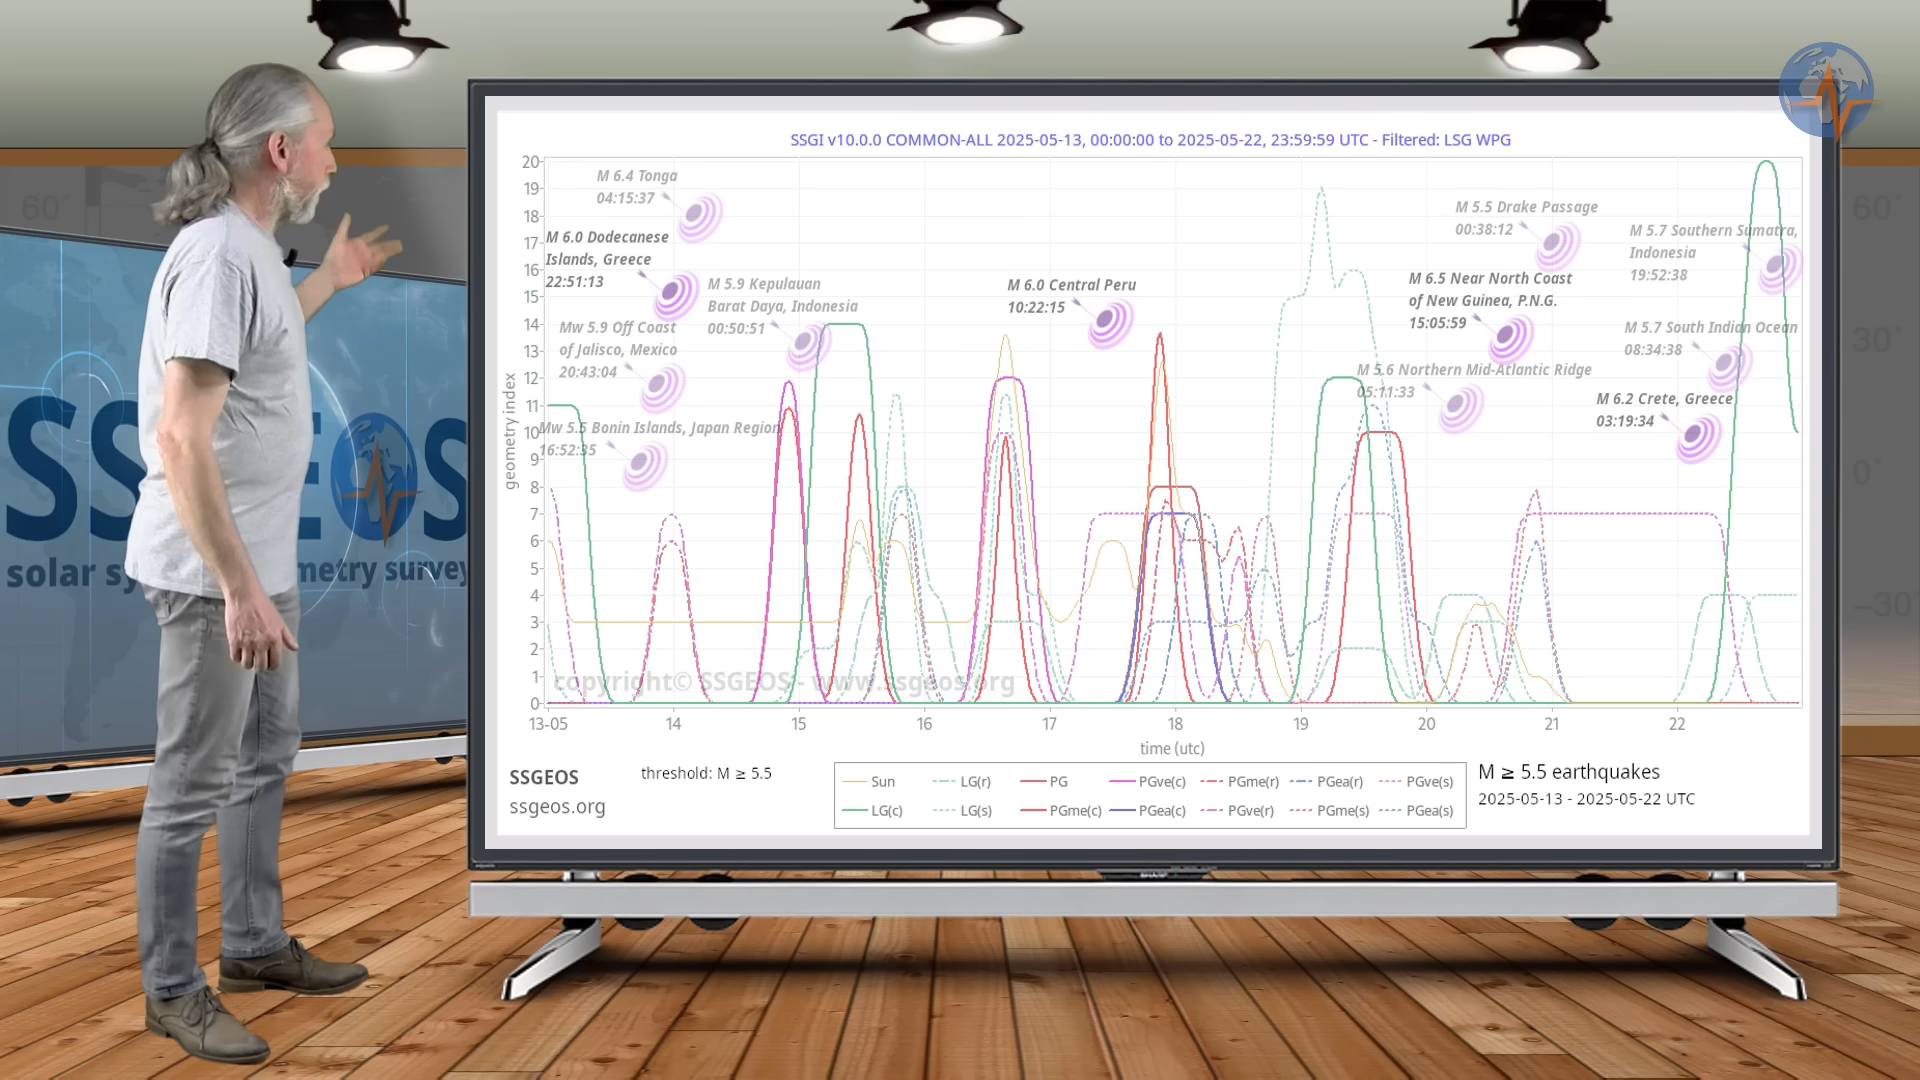 SSGI v10.0.0 COMMON-ALL 2025-05-13, 00:00:00 to 2025-05-22, 23:59:59 UTC - Filtered: LSG WPG
20
19
18
17
16
15
14
13
12
11
10
9
8
7
6
5
4
3
2
1
0
geometry index
M 6.4 Tonga
04:15:37
M 6.0 Dodecanese
Islands, Greece
22:51:13
M 5.9 Kepulauan
Barat Daya, Indonesia
00:50:51
Mw 5.9 Off Coast
of Jalisco, Mexico
20:43:04
Mw 5.5 Bonin Islands, Japan Region
16:52:35
M 6.0 Central Peru
10:22:15
M 5.5 Drake Passage
00:38:12
M 5.7 Southern Sumatra,
Indonesia
19:52:38
M 6.5 Near North Coast
of New Guinea, P.N.G.
15:05:59
M 5.7 South Indian Ocean
08:34:38
M 5.6 Northern Mid-Atlantic Ridge
05:11:33
M 6.2 Crete, Greece
03:19:34
copyright© SSGEOS - www.ssgeos.org
13-05 14 15 16 17 18 19 20 21 22
time (utc)
SSGEOS
ssgeos.org
threshold: M ≥ 5.5
Sun LG(r) PG PGve(c) PGme(r) PGea(r) PGve(s)
LG(c) LG(s) PGme(c) PGea(c) PGve(r) PGme(s) PGea(s)
M ≥ 5.5 earthquakes
2025-05-13 - 2025-05-22 UTC
60°
60°
30°
0°
-30°
SHARP